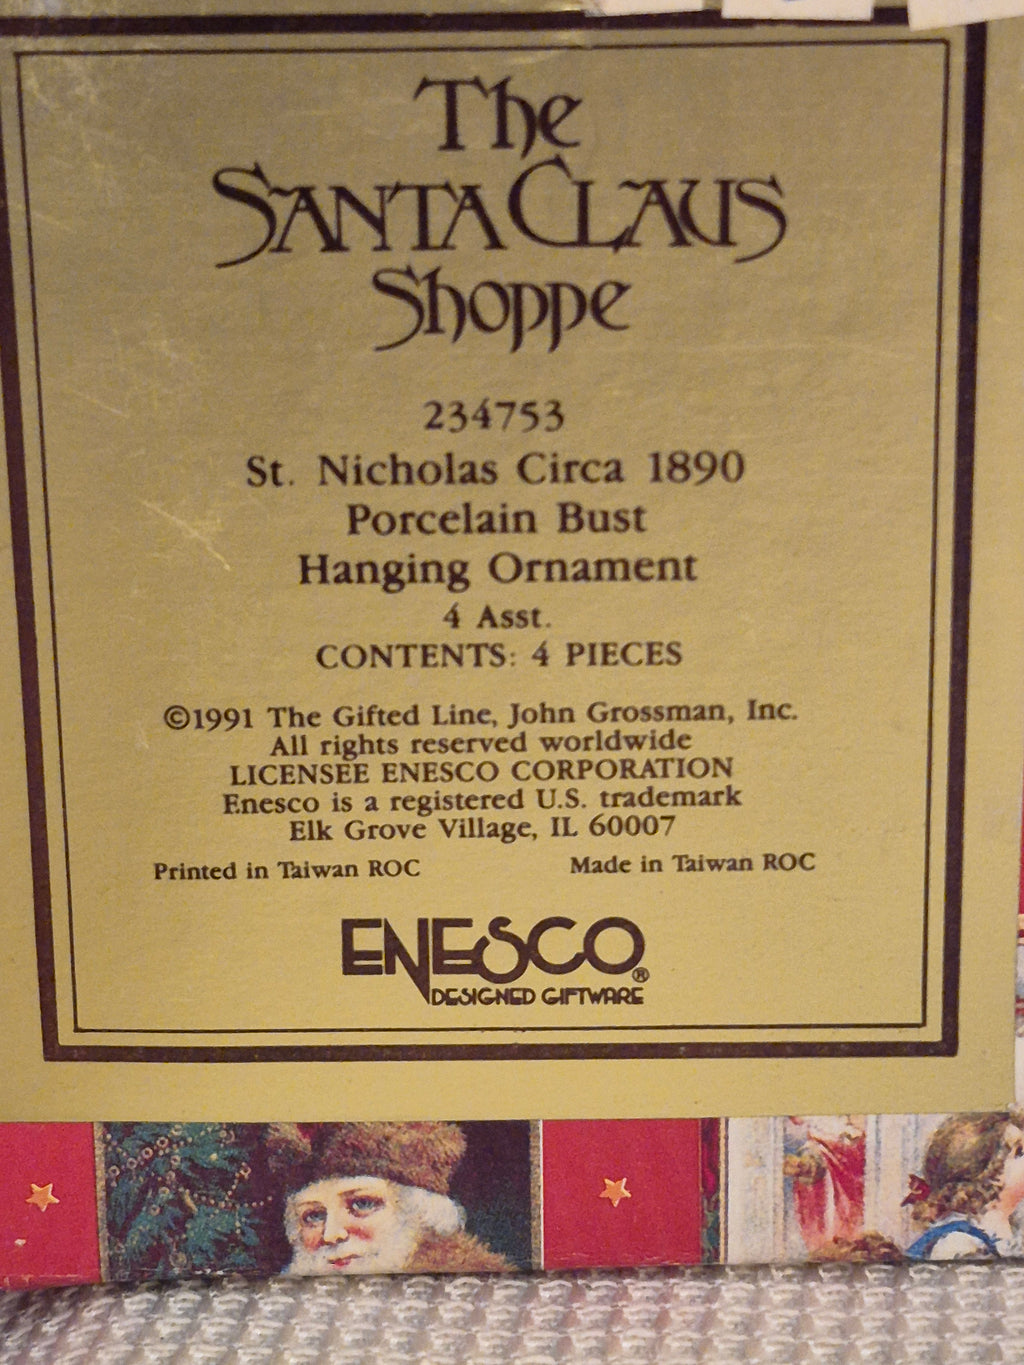 The
SANTA CLAUS
Shoppe
234753
St. Nicholas Circa 1890
Porcelain Bust
Hanging Ornament
4 Asst.
CONTENTS: 4 PIECES
©1991 The Gifted Line, John Grossman, Inc.
All rights reserved worldwide
LICENSEE ENESCO CORPORATION
Enesco is a registered U.S. trademark
Elk Grove Village, IL 60007
Printed in Taiwan ROC Made in Taiwan ROC
ENESCO®
DESIGNED GIFTWARE